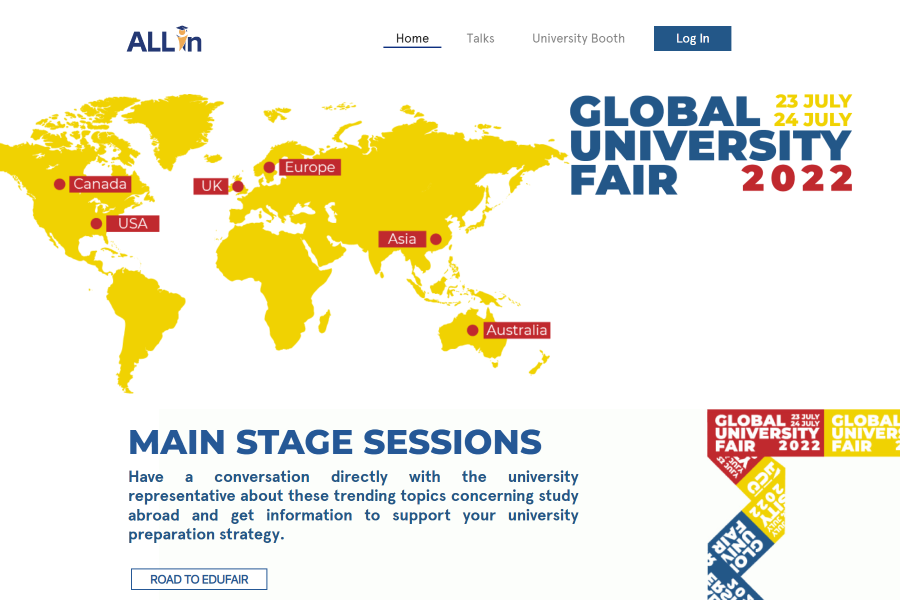 ALLin
Home
Talks
University Booth
Log In
GLOBAL
23 JULY
24 JULY
UNIVERSITY
FAIR
2022
Canada
USA
UK
Europe
Asia
Australia
MAIN STAGE SESSIONS
Have a conversation directly with the university
representative about these trending topics concerning study
abroad and get information to support your university
preparation strategy.
ROAD TO EDUFAIR
GLOBAL
23 JULY
24 JULY
UNIVERSITY
FAIR
2022
GLOBAL
FAIR